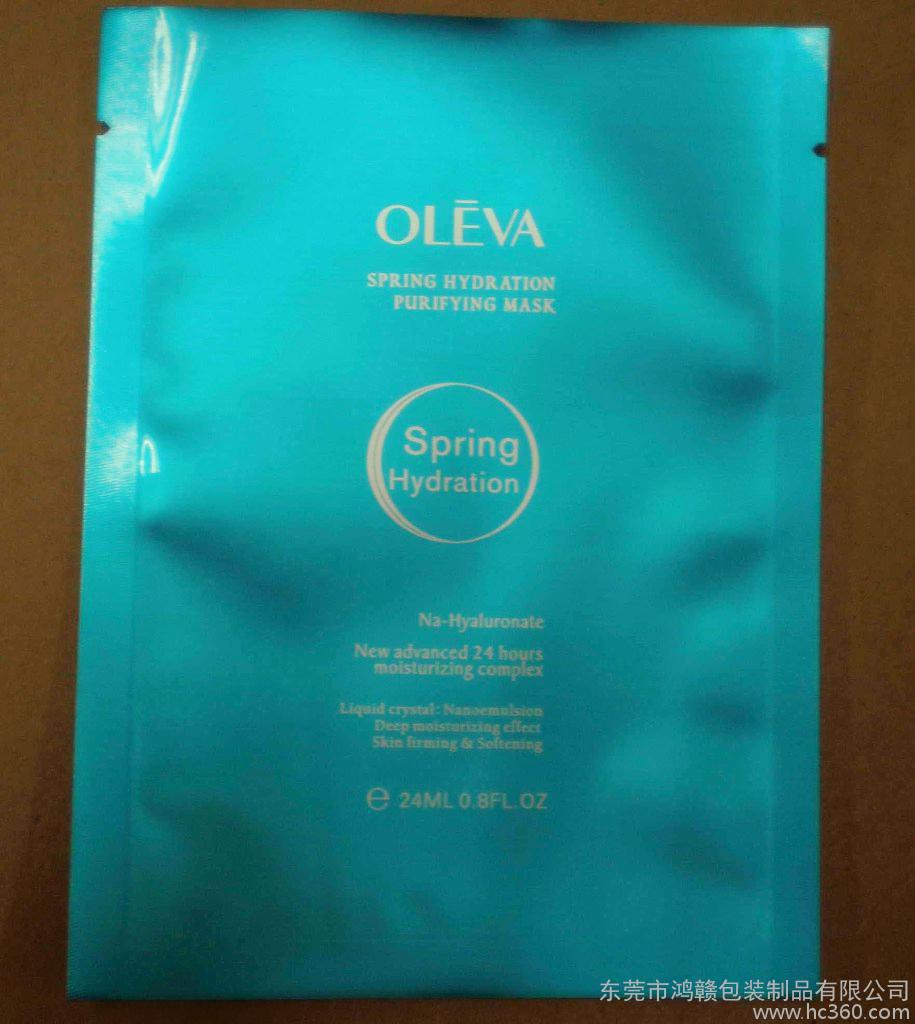 OLĒVA
SPRING HYDRATION
PURIFYING MASK
Spring
Hydration
Na-Hyaluronate
New advanced 24 hours
moisturizing complex
Liquid crystal: Nanoemulsion
Deep moisturizing effect
Skin firming & Softening
℮ 24ML 0.8FL.OZ
东莞市鸿赣包装制品有限公司
www.hc360.com